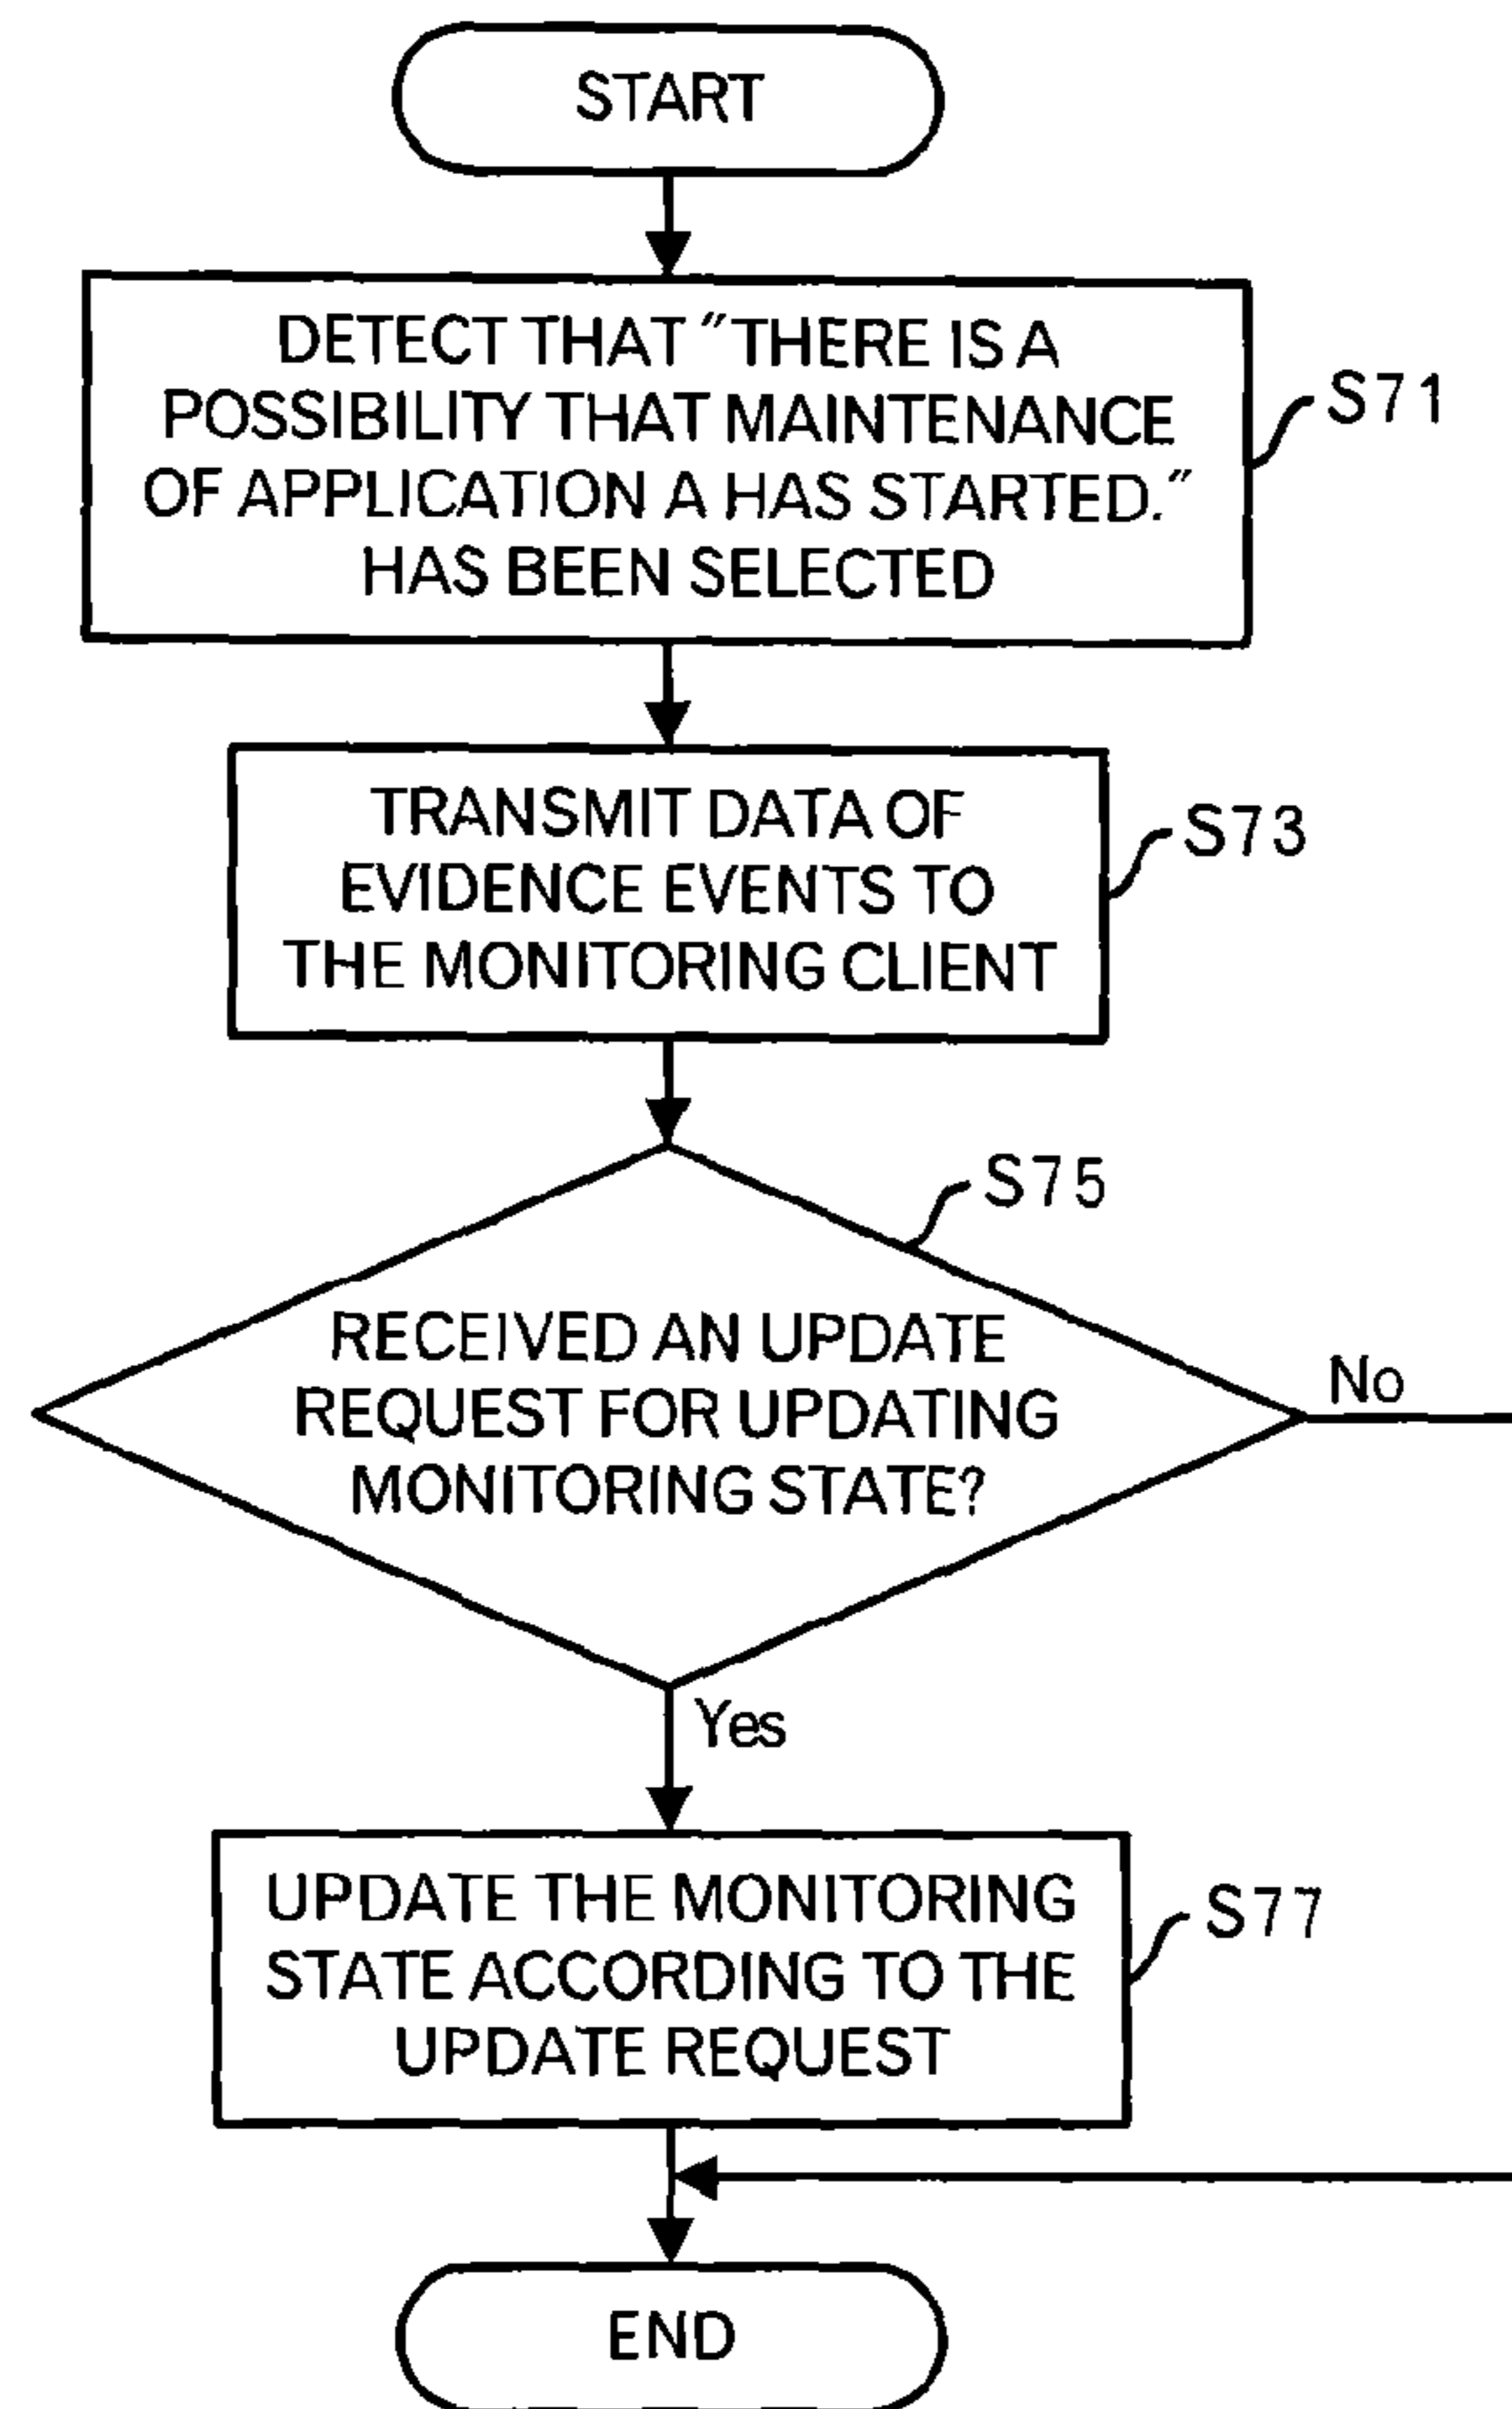 START
DETECT THAT "THERE IS A
POSSIBILITY THAT MAINTENANCE
OF APPLICATION A HAS STARTED."
HAS BEEN SELECTED
S71
TRANSMIT DATA OF
EVIDENCE EVENTS TO
THE MONITORING CLIENT
S73
S75
RECEIVED AN UPDATE
REQUEST FOR UPDATING
MONITORING STATE?
No
Yes
UPDATE THE MONITORING
STATE ACCORDING TO THE
UPDATE REQUEST
S77
END